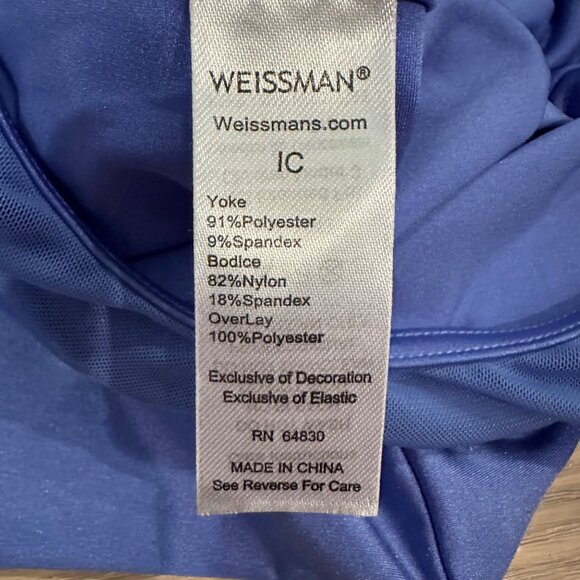 WEISSMAN®
Weissmans.com
IC
Yoke
91%Polyester
9%Spandex
Bodice
82%Nylon
18%Spandex
OverLay
100%Polyester
Exclusive of Decoration
Exclusive of Elastic
RN 64830
MADE IN CHINA
See Reverse For Care